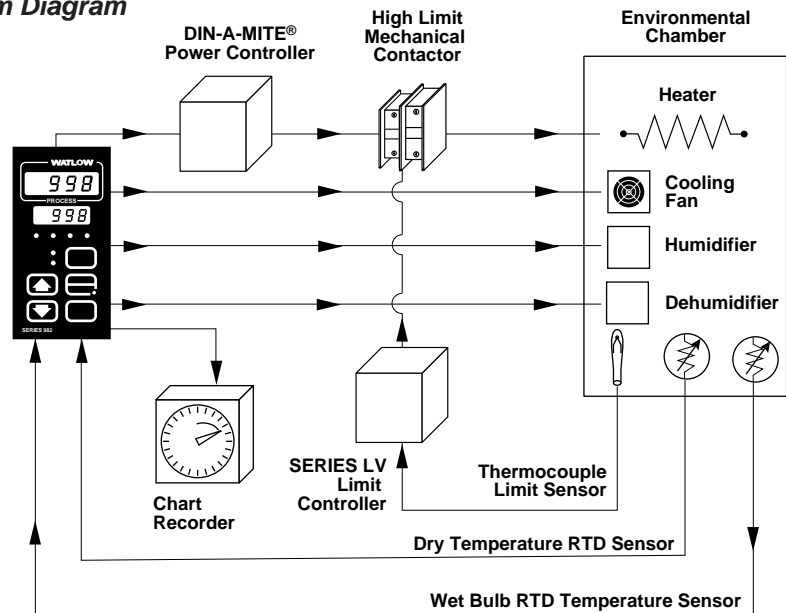 m Diagram
DIN-A-MITE®
Power Controller
High Limit
Mechanical
Contactor
Environmental
Chamber
Heater
WATLOW
998
PROCESS
998
SERIES 982
Cooling
Fan
Humidifier
Dehumidifier
Chart
Recorder
SERIES LV
Limit
Controller
Thermocouple
Limit Sensor
Dry Temperature RTD Sensor
Wet Bulb RTD Temperature Sensor